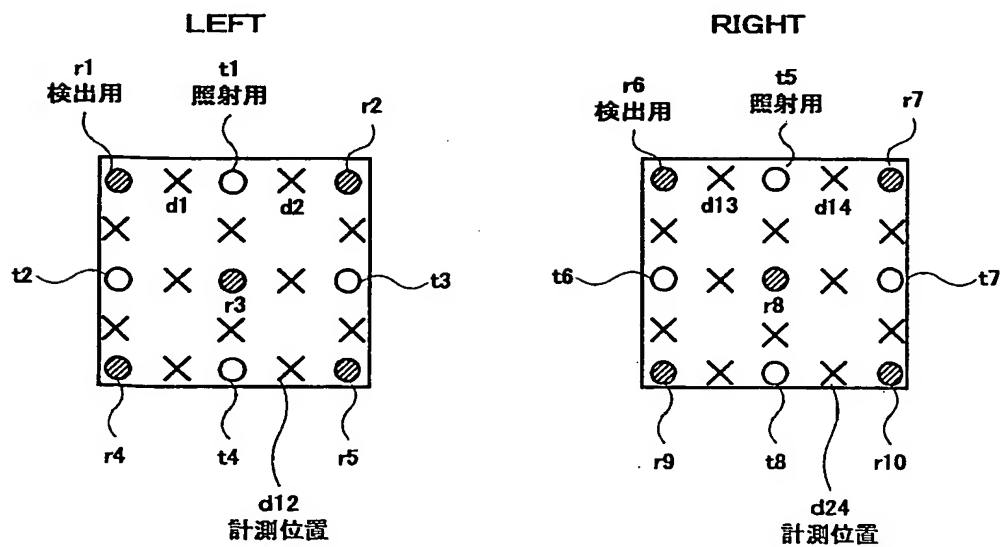 LEFT
r1
検出用
t1
照射用
r2
d1
d2
t2
r3
t3
r4
t4
r5
d12
計測位置
RIGHT
r6
検出用
t5
照射用
r7
d13
d14
t6
r8
t7
r9
t8
r10
d24
計測位置